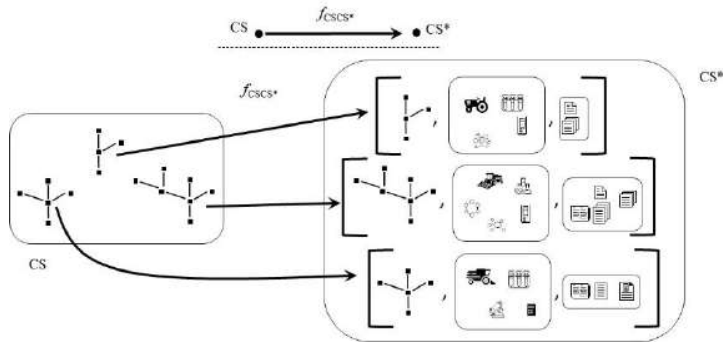 f_CSCS*
CS CS*
CS*
f_CSCS*
, ,
, ,
CS
, ,